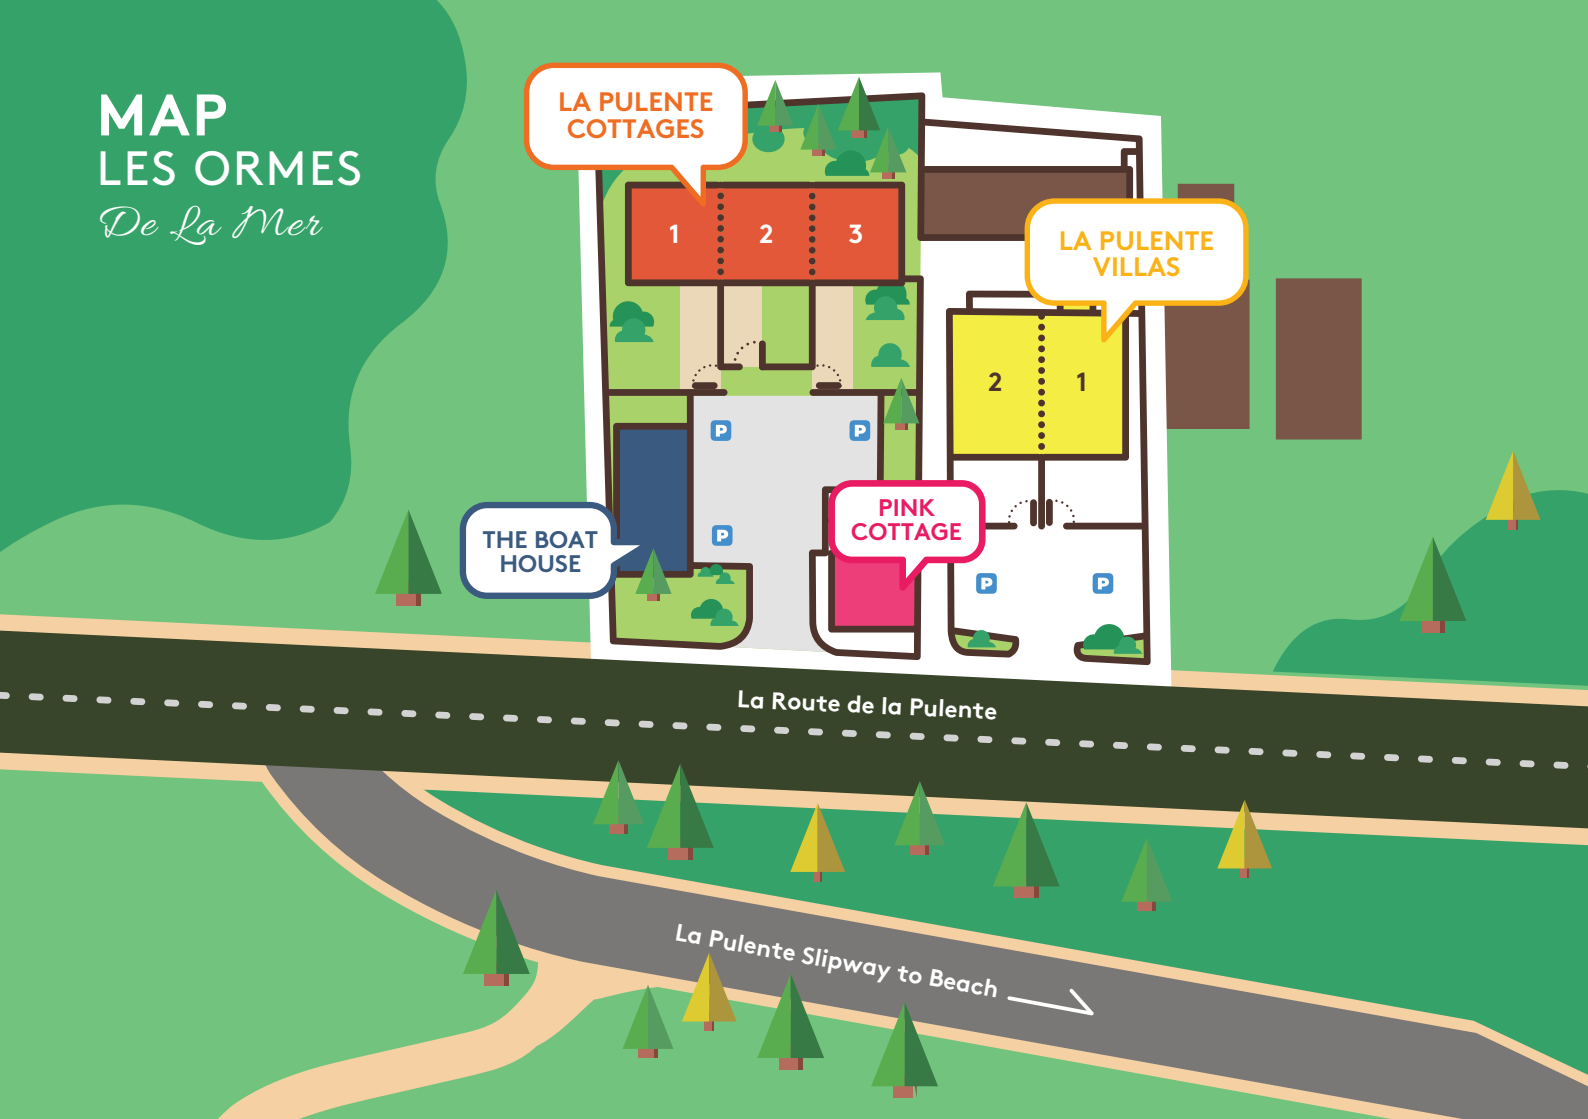 MAP
LES ORMES
De La Mer
LA PULENTE
COTTAGES
1
2
3
LA PULENTE
VILLAS
2
1
P
P
PINK
COTTAGE
THE BOAT
HOUSE
P
P
P
La Route de la Pulente
La Pulente Slipway to Beach